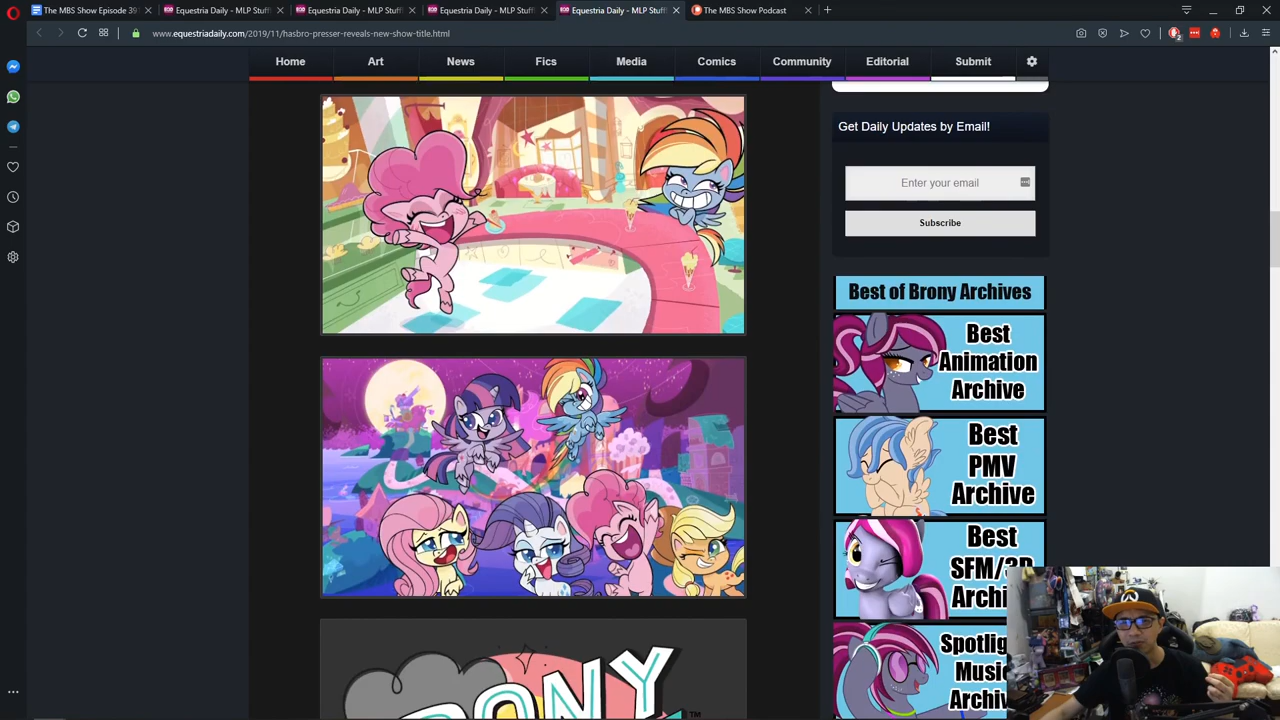 The MBS Show Episode 39
Equestria Daily - MLP Stuff!
Equestria Daily - MLP Stuff!
Equestria Daily - MLP Stuff!
Equestria Daily - MLP Stuff!
The MBS Show Podcast
www.equestriadaily.com/2019/11/hasbro-presser-reveals-new-show-title.html
2
Home
Art
News
Fics
Media
Comics
Community
Editorial
Submit
Get Daily Updates by Email!
Enter your email
Subscribe
Best of Brony Archives
Best
Animation
Archive
Best
PMV
Archive
Best
SFM/3D
Archi
Spotlig
Music
Archiv
PONY
TM